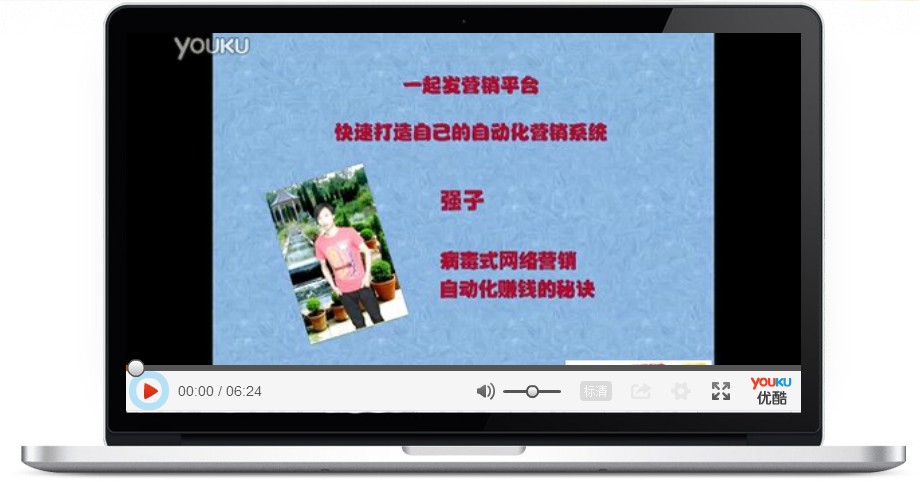 YOUKU
一起发营销平台
快速打造自己的自动化营销系统
强子
病毒式网络营销
自动化赚钱的秘诀
00:00 / 06:24
标清
YOUKU
优酷